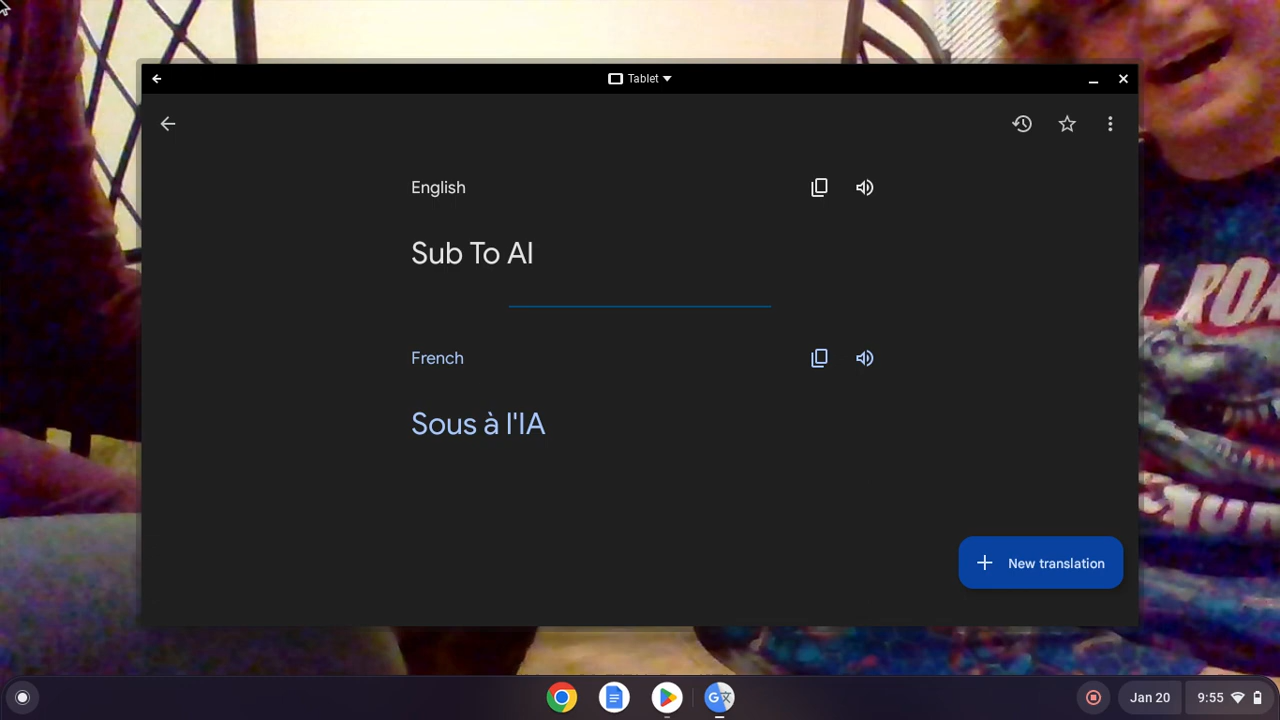 Tablet
English
Sub To AI
French
Sous à l'IA
New translation
Jan 20
9:55